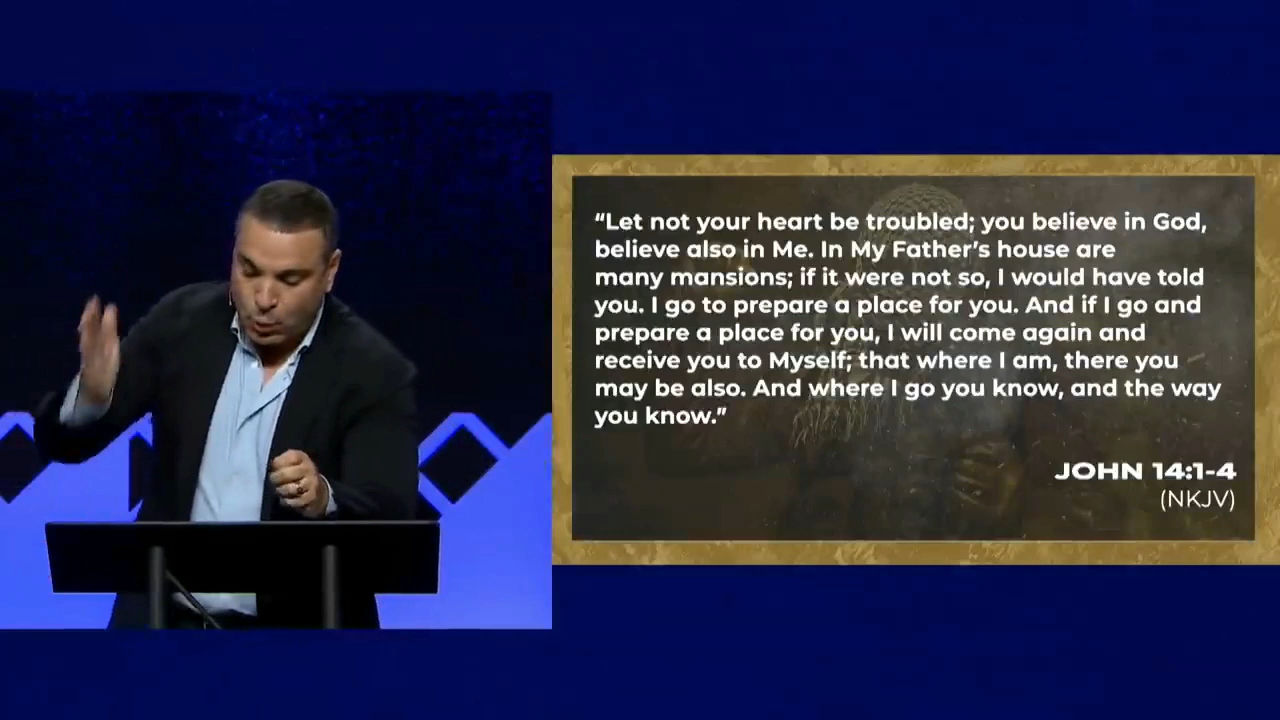 “Let not your heart be troubled; you believe in God,
believe also in Me. In My Father’s house are
many mansions; if it were not so, I would have told
you. I go to prepare a place for you. And if I go and
prepare a place for you, I will come again and
receive you to Myself; that where I am, there you
may be also. And where I go you know, and the way
you know.”
JOHN 14:1-4
(NKJV)